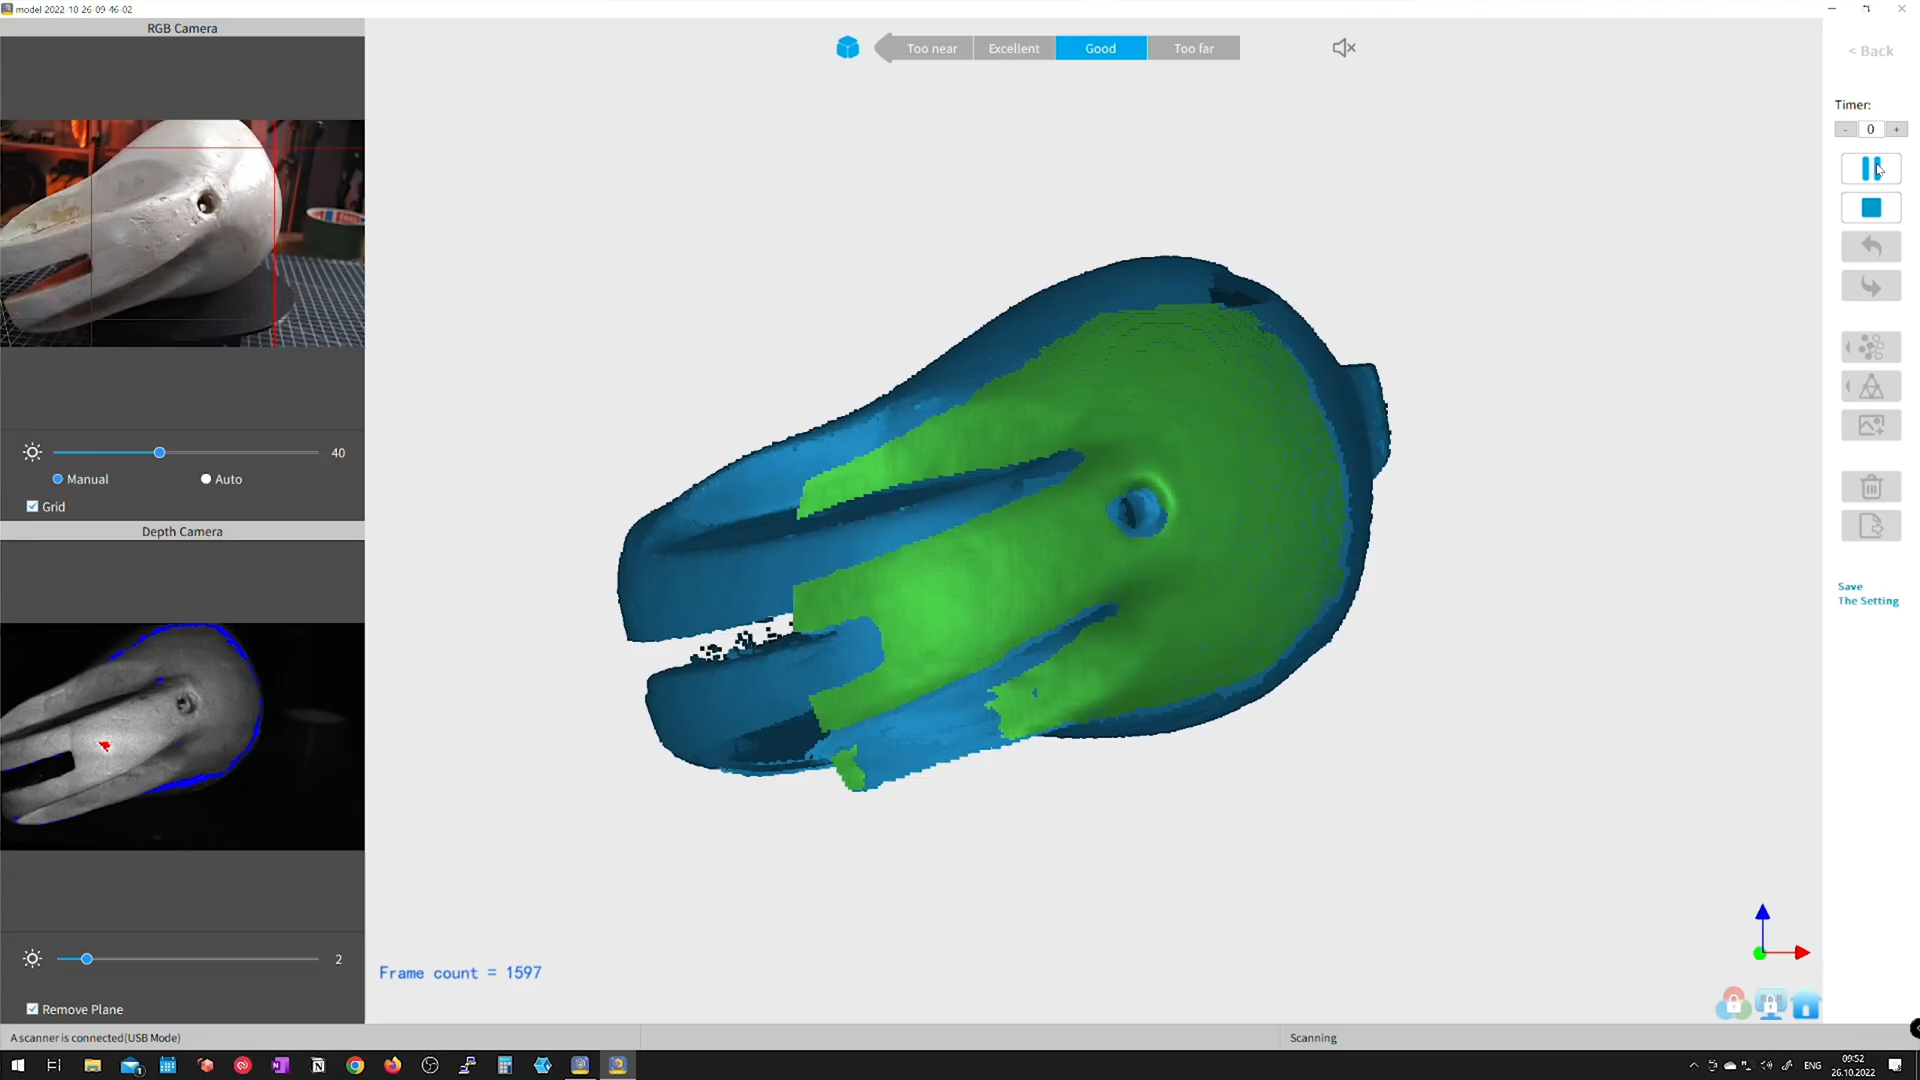 model 2022-10-26-09-46-02
RGB Camera
Too near
Excellent
Good
Too far
< Back
Timer:
- 0 +
40
Manual
Auto
Grid
Depth Camera
Save
The Setting
2
Frame count = 1597
Remove Plane
A scanner is connected(USB Mode)
Scanning
ENG
09:52
26.10.2022